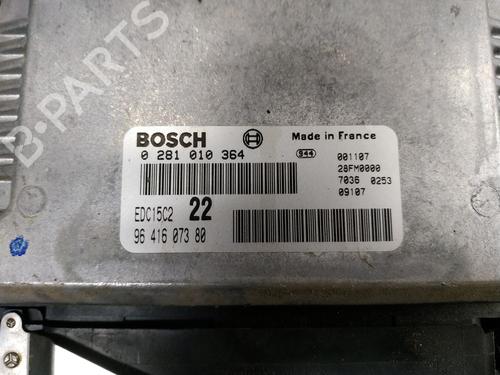 B-PARTS
BOSCH
Made in France
0 281 010 364
S44
001107
28FM0000
7036 0253
09107
EDC15C2 22
96 416 073 80